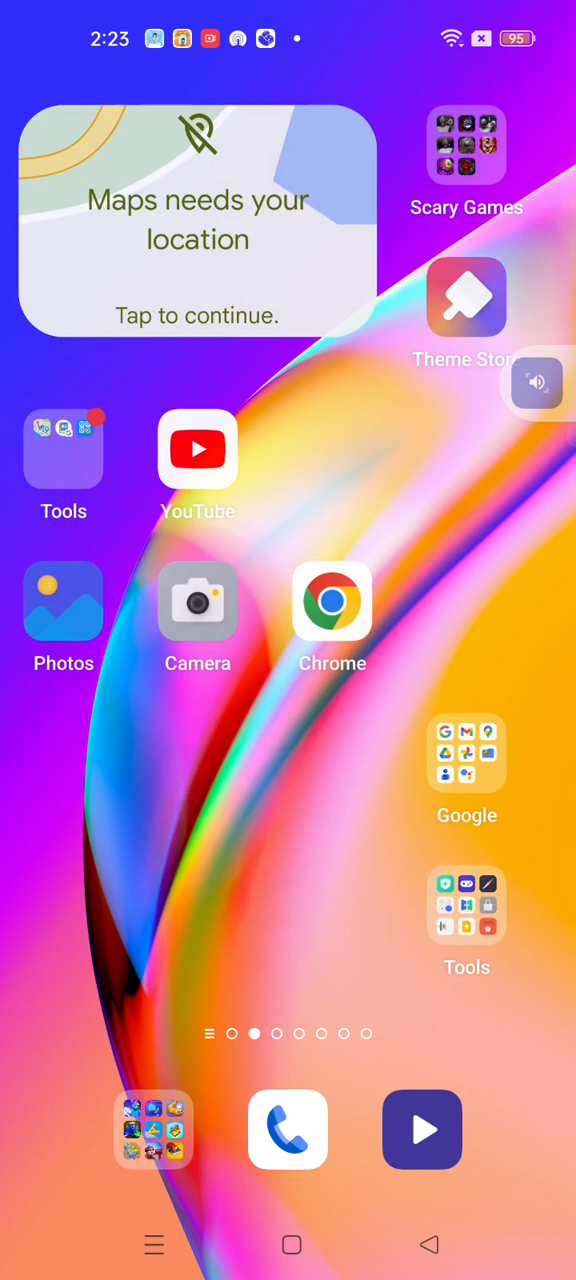 2:23
95
Maps needs your
location
Tap to continue.
Scary Games
Theme Store
Tools
YouTube
Photos
Camera
Chrome
Google
Tools